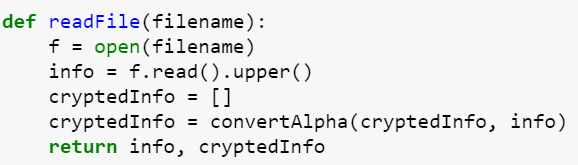 def readFile(filename):
    f = open(filename)
    info = f.read().upper()
    cryptedInfo = []
    cryptedInfo = convertAlpha(cryptedInfo, info)
    return info, cryptedInfo